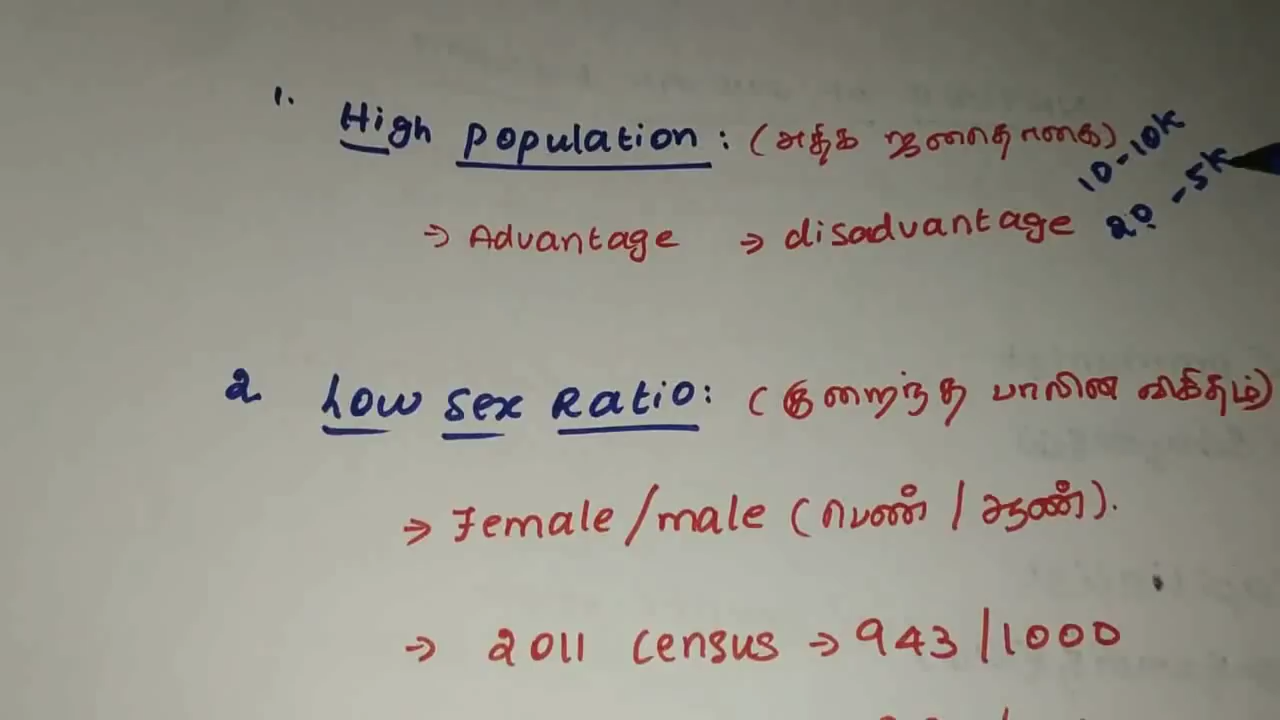 1. High Population : (அதிக ஜனதொகை)
→ Advantage → disadvantage
10-10k
20 -5k
2. Low Sex Ratio: (குறைந்த பாலின விகிதம்)
→ Female/male (பெண் / ஆண்).
→ 2011 census → 943/1000